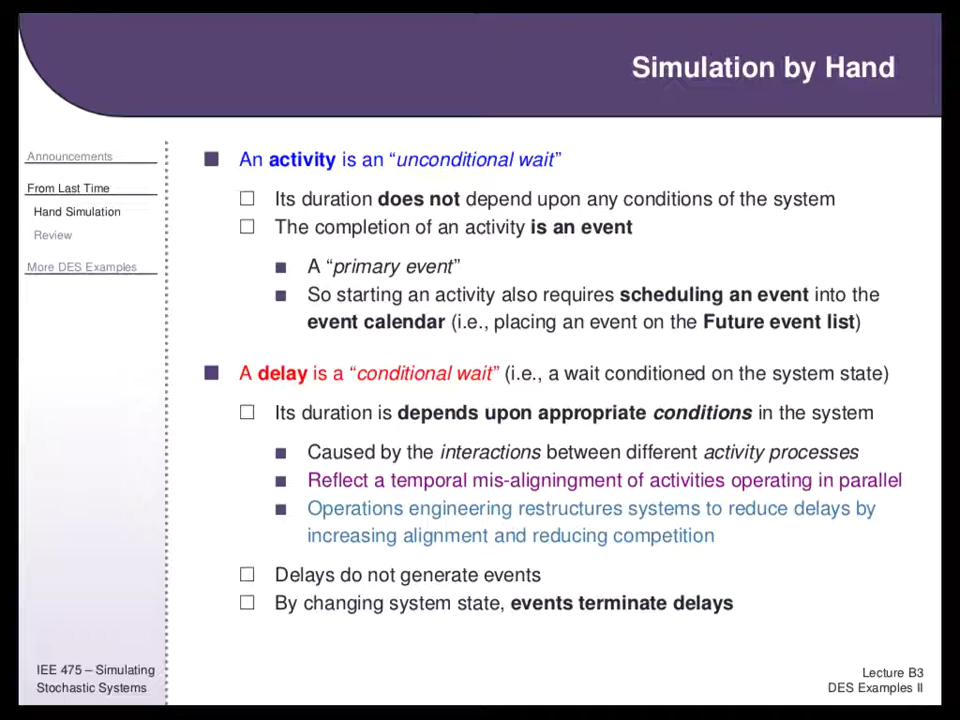 Simulation by Hand
Announcements
From Last Time
Hand Simulation
Review
More DES Examples
An activity is an “unconditional wait”
Its duration does not depend upon any conditions of the system
The completion of an activity is an event
A “primary event”
So starting an activity also requires scheduling an event into the
event calendar (i.e., placing an event on the Future event list)
A delay is a “conditional wait” (i.e., a wait conditioned on the system state)
Its duration is depends upon appropriate conditions in the system
Caused by the interactions between different activity processes
Reflect a temporal mis-aligningment of activities operating in parallel
Operations engineering restructures systems to reduce delays by
increasing alignment and reducing competition
Delays do not generate events
By changing system state, events terminate delays
IEE 475 – Simulating
Stochastic Systems
Lecture B3
DES Examples II